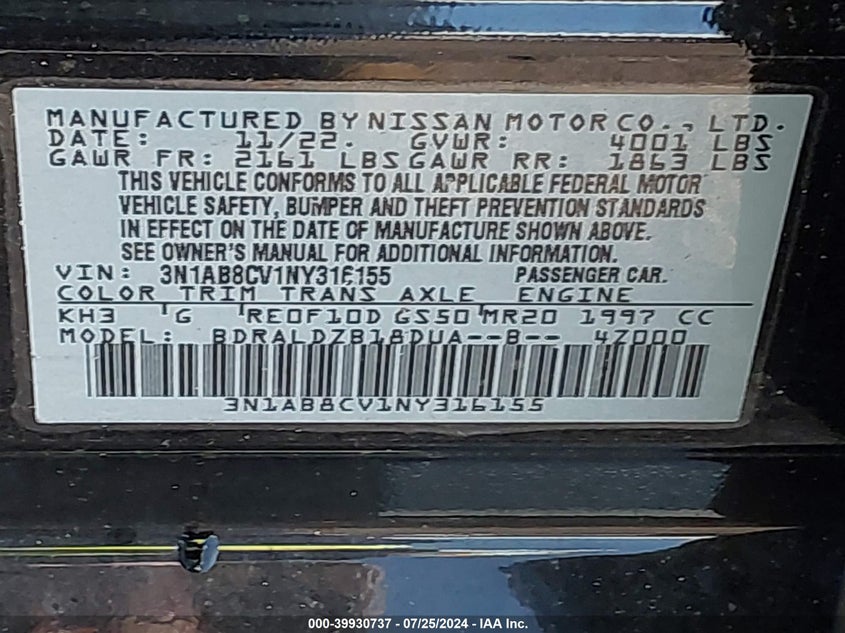 MANUFACTURED BY NISSAN MOTOR CO., LTD.
DATE: 11/22. GVWR: 4001 LBS
GAWR FR: 2161 LBS GAWR RR: 1863 LBS
THIS VEHICLE CONFORMS TO ALL APPLICABLE FEDERAL MOTOR
VEHICLE SAFETY, BUMPER AND THEFT PREVENTION STANDARDS
IN EFFECT ON THE DATE OF MANUFACTURE SHOWN ABOVE.
SEE OWNER'S MANUAL FOR ADDITIONAL INFORMATION.
VIN: 3N1AB8CV1NY316155 PASSENGER CAR.
COLOR TRIM TRANS AXLE ENGINE
KH3 'G 'RE0F10D GS50'MR20 1997 CC
MODEL: BDRALDZB18DUA--B-- 4Z000
3N1AB8CV1NY316155
000-39930737 - 07/25/2024 - IAA Inc.